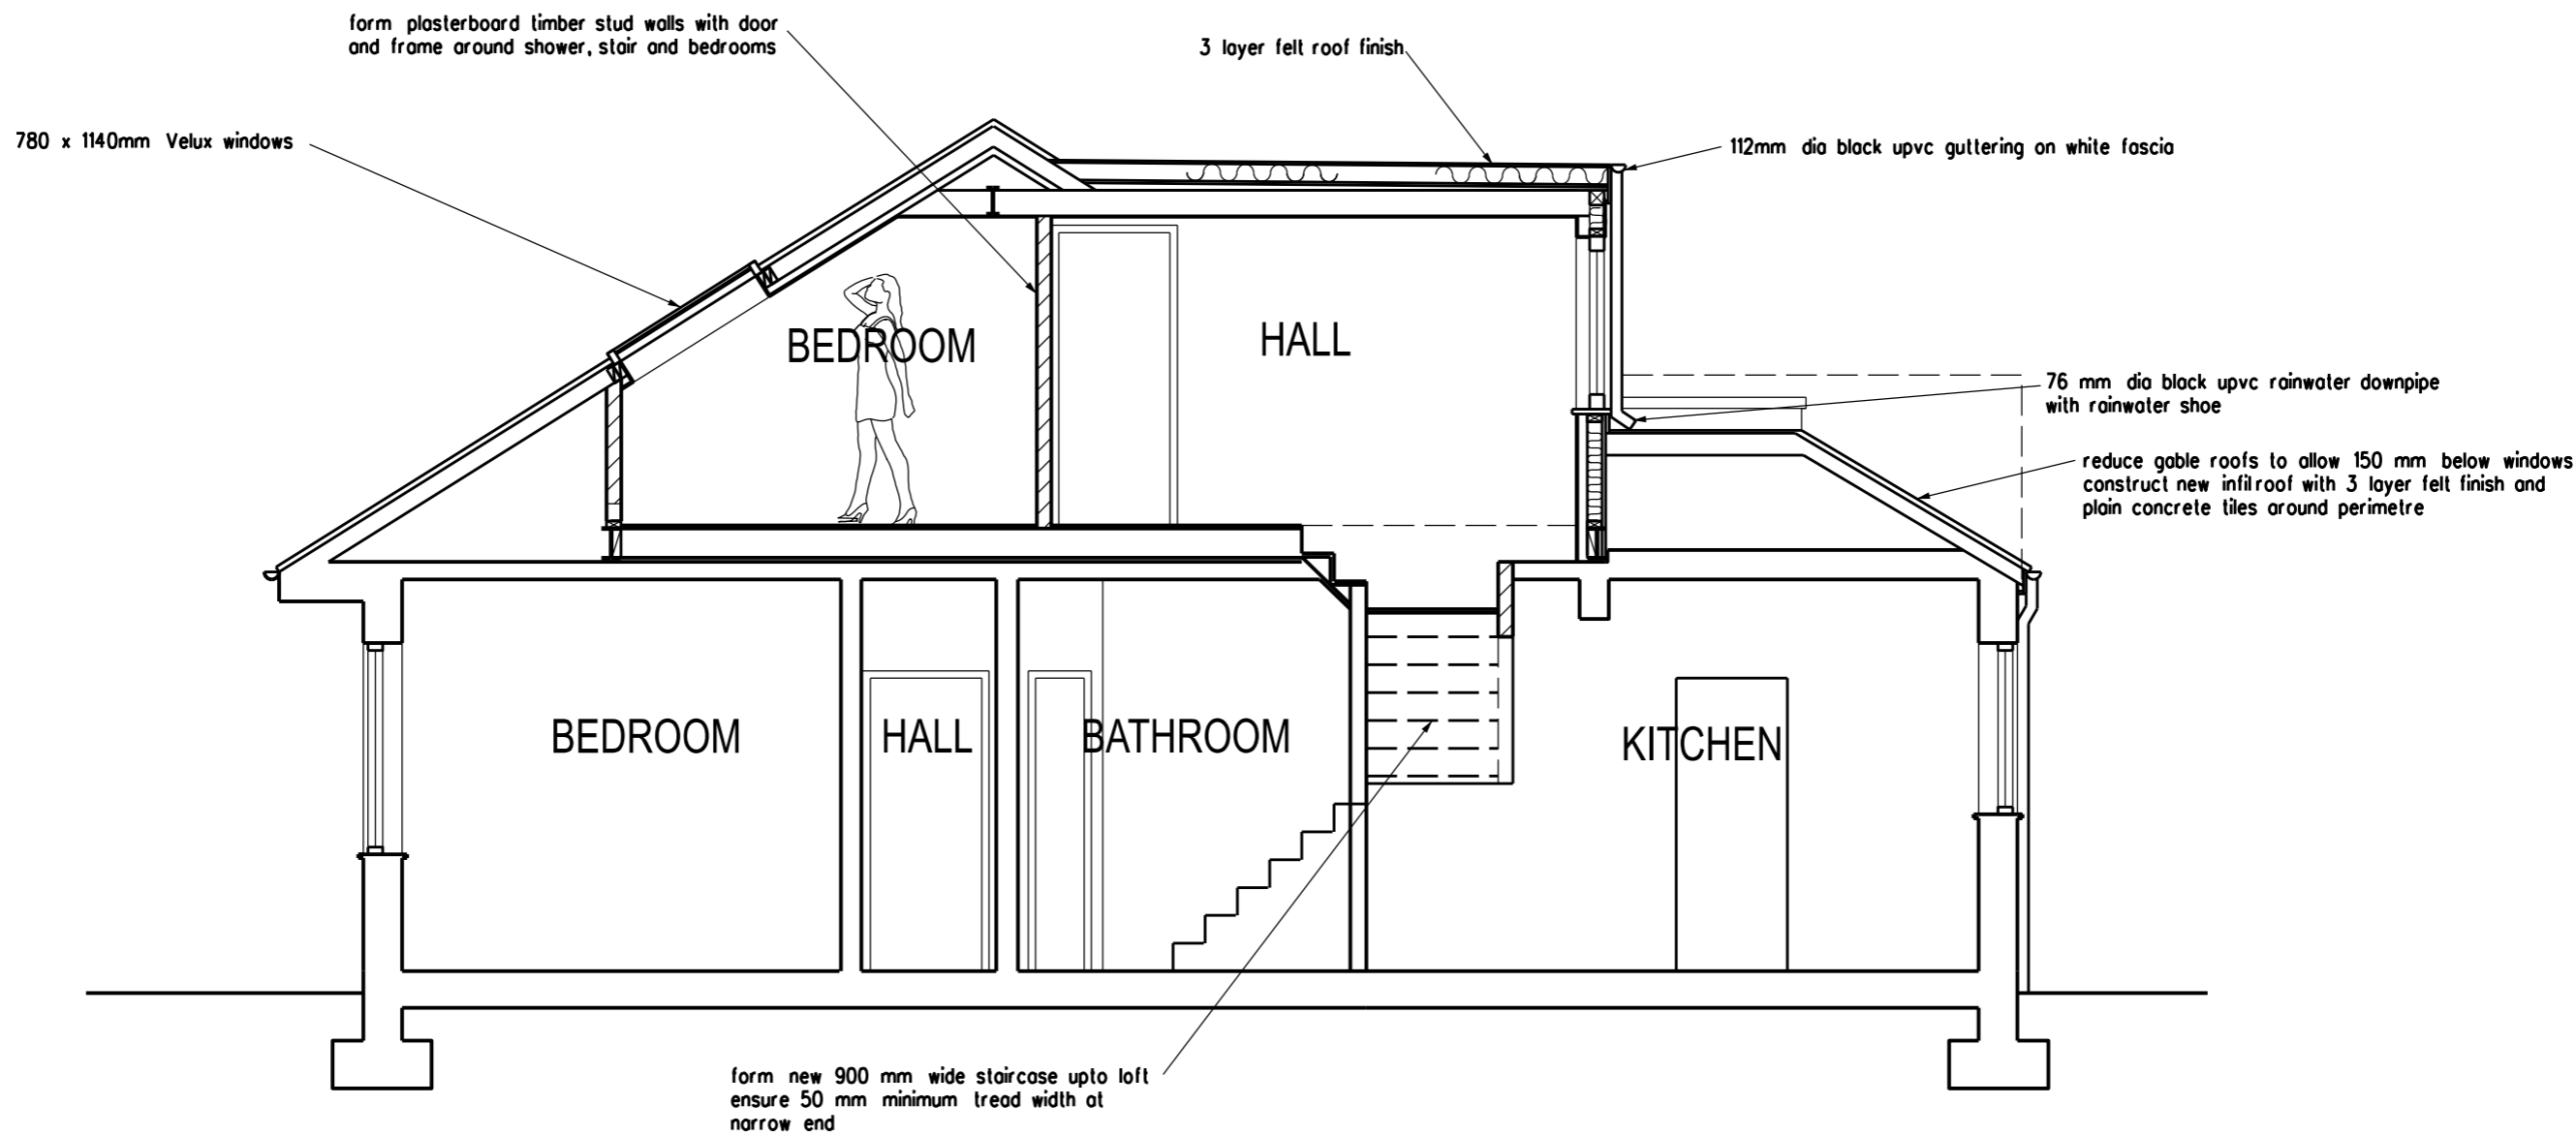 form plasterboard timber stud walls with door
and frame around shower, stair and bedrooms
3 layer felt roof finish
780 x 1140mm Velux windows
112mm dia black upvc guttering on white fascia
BEDROOM
HALL
76 mm dia black upvc rainwater downpipe
with rainwater shoe
reduce gable roofs to allow 150 mm below windows
construct new infil roof with 3 layer felt finish and
plain concrete tiles around perimetre
BEDROOM
HALL
BATHROOM
KITCHEN
form new 900 mm wide staircase upto loft
ensure 50 mm minimum tread width at
narrow end